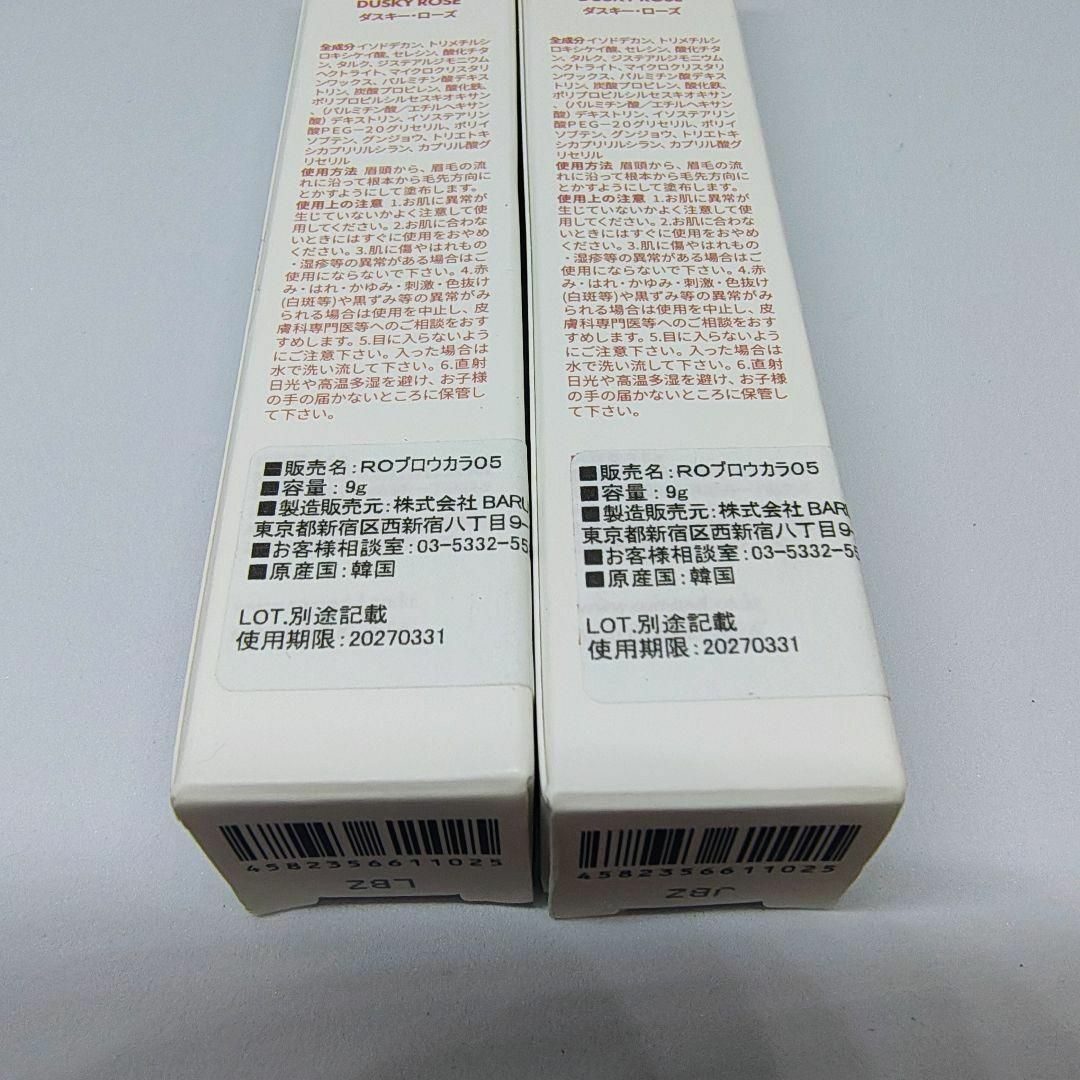 DUSKY ROSE
ダスキー・ローズ
全成分 イソドデカン、トリメチルシ
ロキシケイ酸、セレシン、酸化チタ
ン、タルク、ジステアルジモニウム
ヘクトライト、マイクロクリスタリ
ンワックス、パルミチン酸デキス
トリン、炭酸プロピレン、酸化鉄、
ポリプロピルシルセスキオキサン
、(パルミチン酸/エチルヘキサン
酸)デキストリン、イソステアリン
酸PEG-20グリセリル、ポリイ
ソブテン、グンジョウ、トリエトキ
シカプリリルシラン、カプリル酸グ
リセリル
使用方法 眉頭から、眉毛の流
れに沿って根本から毛先方向に
とかすようにして塗布します。
使用上の注意 1.お肌に異常が
生じていないかよく注意して使
用してください。2.お肌に合わな
いときにはすぐに使用をおやめ
ください。3.肌に傷やはれもの
・湿疹等の異常がある場合はご
使用にならないで下さい。4.赤
み・はれ・かゆみ・刺激・色抜け
(白斑等)や黒ずみ等の異常がみ
られる場合は使用を中止し、皮
膚科専門医等へのご相談をおす
すめします。5.目に入らないよう
にご注意下さい。入った場合は
水で洗い流して下さい。6.直射
日光や高温多湿を避け、お子様
の手の届かないところに保管し
て下さい。
■販売名:ROブロウカラ05
■容量:9g
■製造販売元:株式会社 BARU
東京都新宿区西新宿八丁目9-
■お客様相談室:03-5332-55
■原産国:韓国
LOT.別途記載
使用期限:20270331
4582356611025
LBZ
DUSKY ROSE
ダスキー・ローズ
全成分 イソドデカン、トリメチルシ
ロキシケイ酸、セレシン、酸化チタ
ン、タルク、ジステアルジモニウム
ヘクトライト、マイクロクリスタリ
ンワックス、パルミチン酸デキス
トリン、炭酸プロピレン、酸化鉄、
ポリプロピルシルセスキオキサン
、(パルミチン酸/エチルヘキサン
酸)デキストリン、イソステアリン
酸PEG-20グリセリル、ポリイ
ソブテン、グンジョウ、トリエトキ
シカプリリルシラン、カプリル酸グ
リセリル
使用方法 眉頭から、眉毛の流
れに沿って根本から毛先方向に
とかすようにして塗布します。
使用上の注意 1.お肌に異常が
生じていないかよく注意して使
用してください。2.お肌に合わな
いときにはすぐに使用をおやめ
ください。3.肌に傷やはれもの
・湿疹等の異常がある場合はご
使用にならないで下さい。4.赤
み・はれ・かゆみ・刺激・色抜け
(白斑等)や黒ずみ等の異常がみ
られる場合は使用を中止し、皮
膚科専門医等へのご相談をおす
すめします。5.目に入らないよう
にご注意下さい。入った場合は
水で洗い流して下さい。6.直射
日光や高温多湿を避け、お子様
の手の届かないところに保管し
て下さい。
■販売名:ROブロウカラ05
■容量:9g
■製造販売元:株式会社 BARU
東京都新宿区西新宿八丁目9-
■お客様相談室:03-5332-55
■原産国:韓国
LOT.別途記載
使用期限:20270331
4582356611025
JBZ